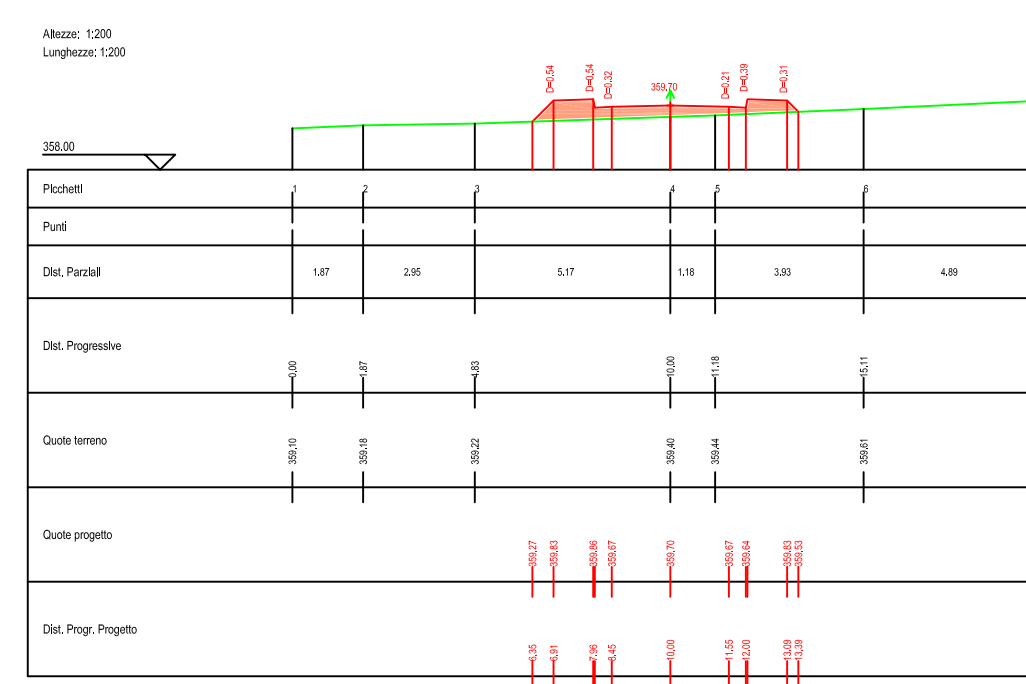 Altezze: 1:200
Lunghezze: 1:200
D=0.54 D=0.54 D=0.32 359.70 D=0.21 D=0.39 D=0.31
358.00
Picchetti 1 2 3 4 5 6
Punti
Dist. Parziali 1.87 2.95 5.17 1.18 3.93 4.89
Dist. Progressive 0.00 1.87 4.83 10.00 11.18 15.11
Quote terreno 359.10 359.18 359.22 359.40 359.44 359.61
Quote progetto 359.27 359.83 359.86 359.67 359.70 359.67 359.64 359.83 359.53
Dist. Progr. Progetto 6.35 6.91 7.96 8.45 10.00 11.55 12.00 13.09 13.39